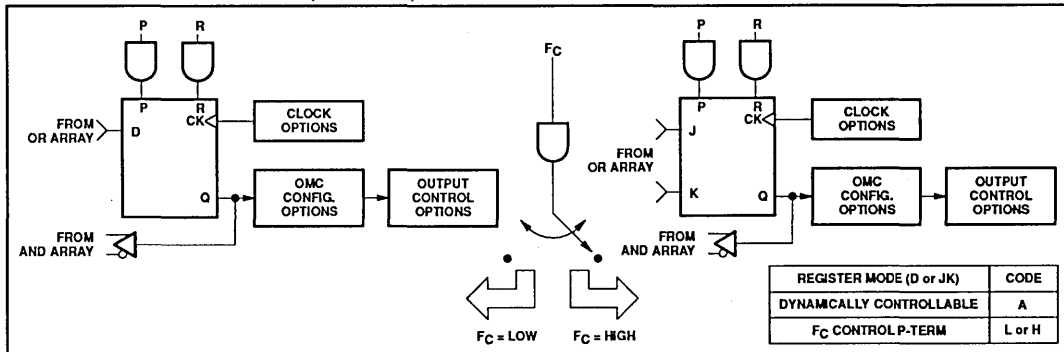 P
R
P
R
D
CK
Q
FROM
OR ARRAY
CLOCK
OPTIONS
OMC
CONFIG.
OPTIONS
OUTPUT
CONTROL
OPTIONS
FROM
AND ARRAY
FC
FC = LOW
FC = HIGH
P
R
P
R
J
CK
K
Q
FROM
OR ARRAY
CLOCK
OPTIONS
OMC
CONFIG.
OPTIONS
OUTPUT
CONTROL
OPTIONS
FROM
AND ARRAY
REGISTER MODE (D or JK) CODE
DYNAMICALLY CONTROLLABLE A
FC CONTROL P-TERM L or H